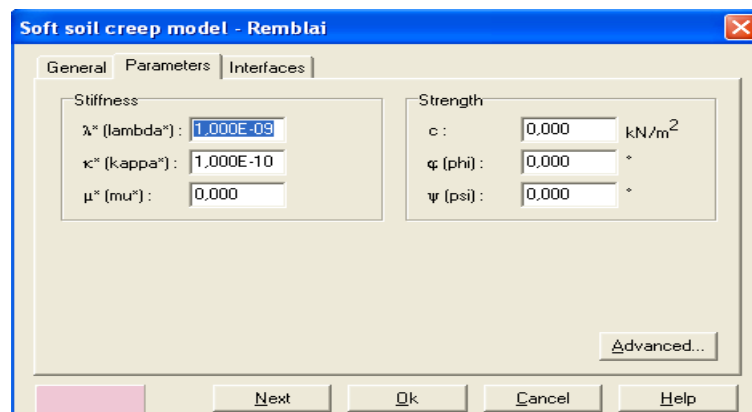 Soft soil creep model - Remblai
General Parameters Interfaces
Stiffness
λ* (lambda*) : 1,000E-09
κ* (kappa*) : 1,000E-10
μ* (mu*) : 0,000
Strength
c : 0,000 kN/m²
φ (phi) : 0,000 °
ψ (psi) : 0,000 °
Advanced...
Next Ok Cancel Help